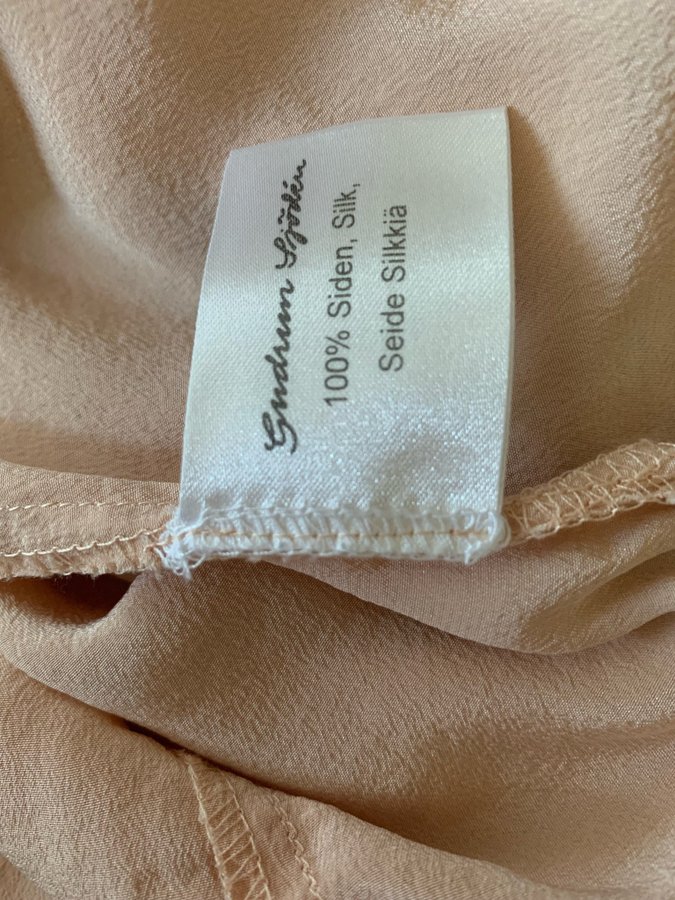 Gudrun Sjödén
100% Siden, Silk,
Seide Silkkiä